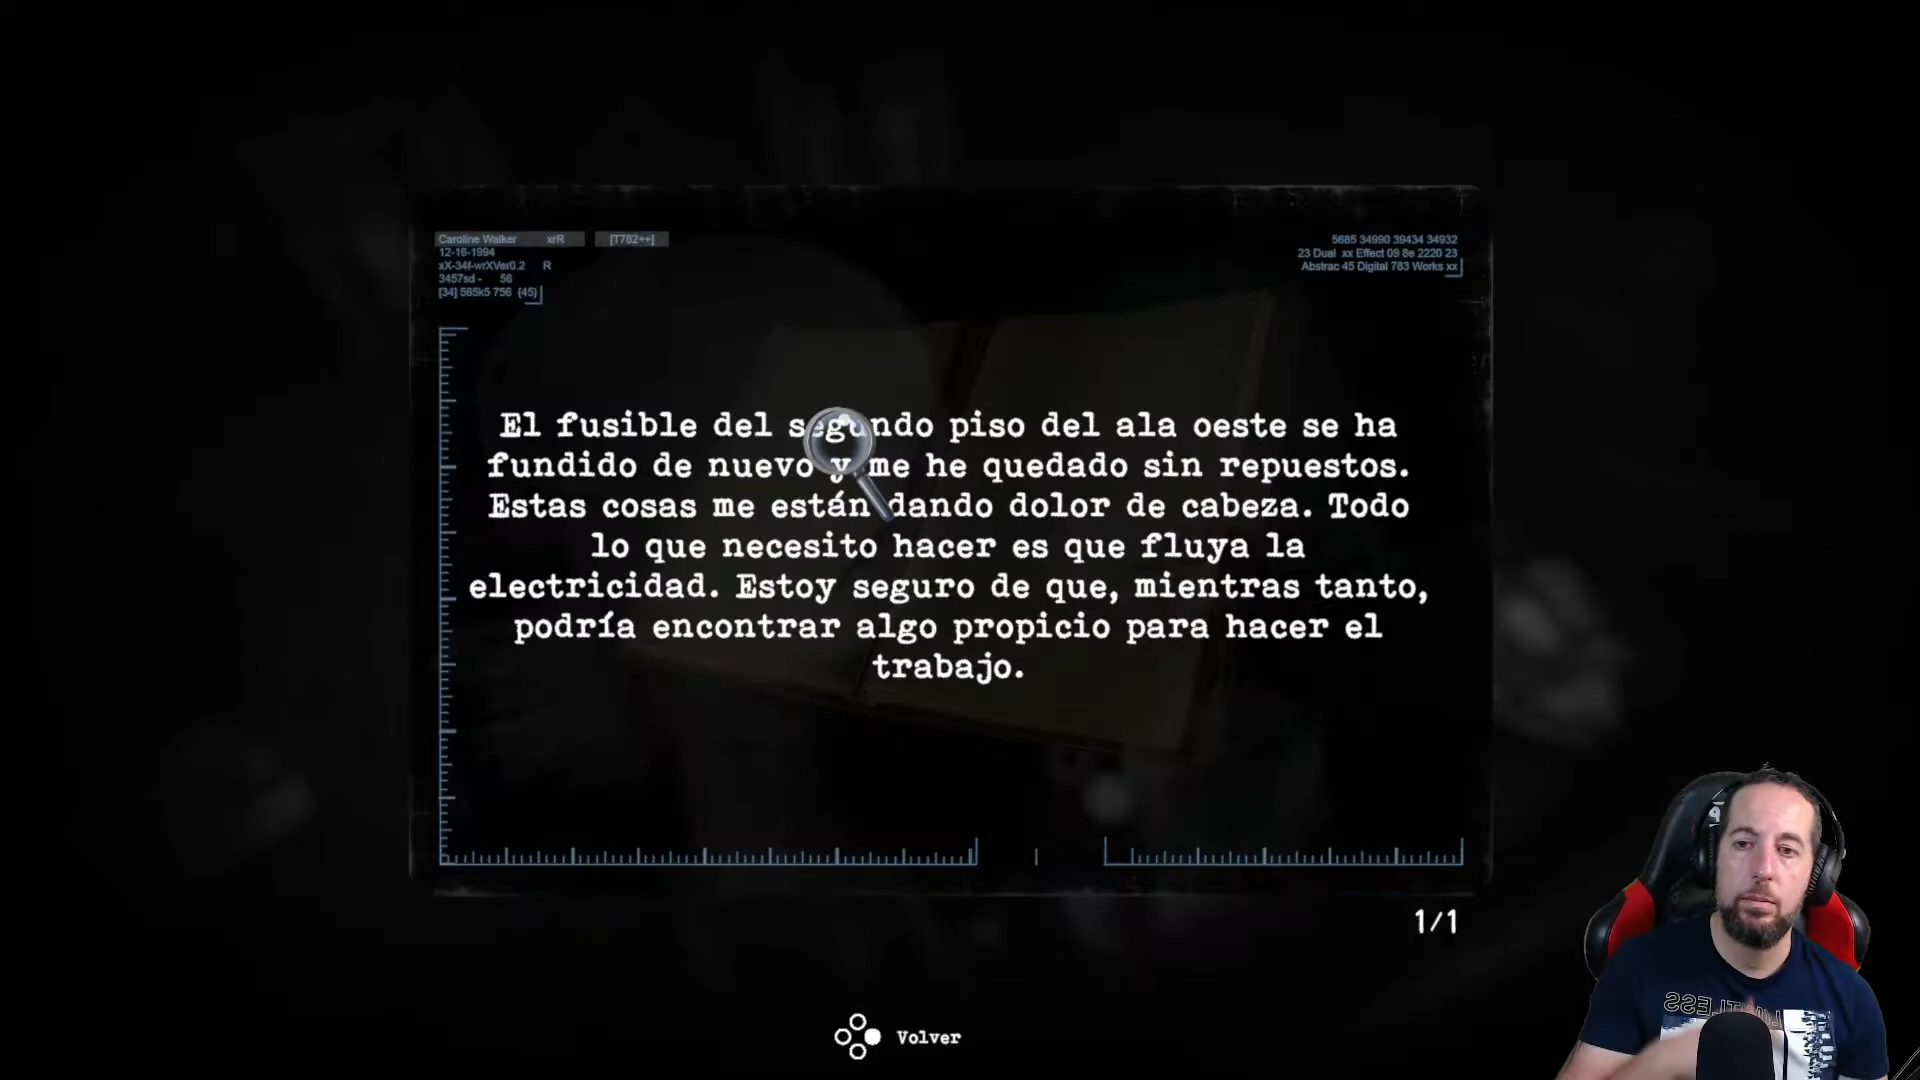 Caroline Walker xrR [T782++]
12-16-1994
xX-34f-wrXVer0.2 R
3457sd - 56
[34] 565k5 756 {45}
5685 34990 39434 34932
23 Dual xx Effect 09 8e 2220 23
Abstrac 45 Digital 783 Works xx
El fusible del segundo piso del ala oeste se ha
fundido de nuevo y me he quedado sin repuestos.
Estas cosas me están dando dolor de cabeza. Todo
lo que necesito hacer es que fluya la
electricidad. Estoy seguro de que, mientras tanto,
podría encontrar algo propicio para hacer el
trabajo.
1/1
Volver